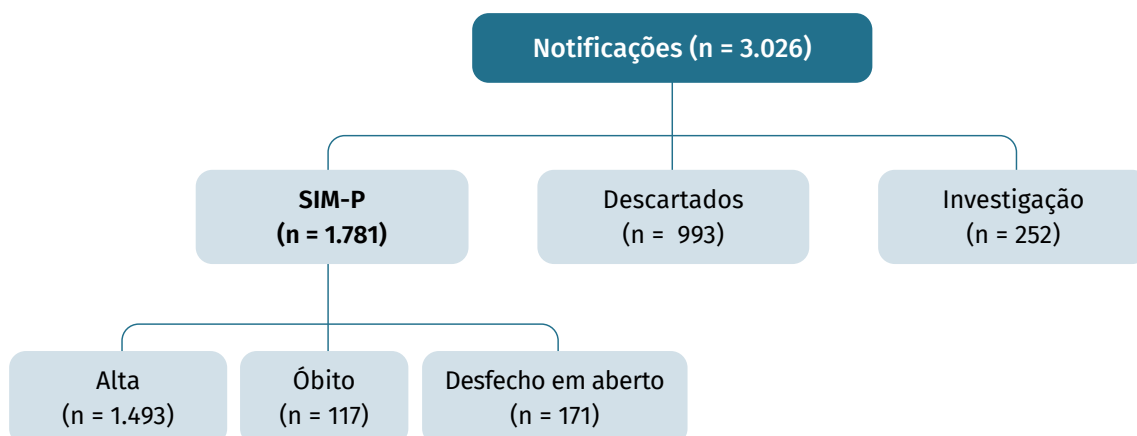 Notificações (n = 3.026)
SIM-P
(n = 1.781)
Descartados
(n = 993)
Investigação
(n = 252)
Alta
(n = 1.493)
Óbito
(n = 117)
Desfecho em aberto
(n = 171)